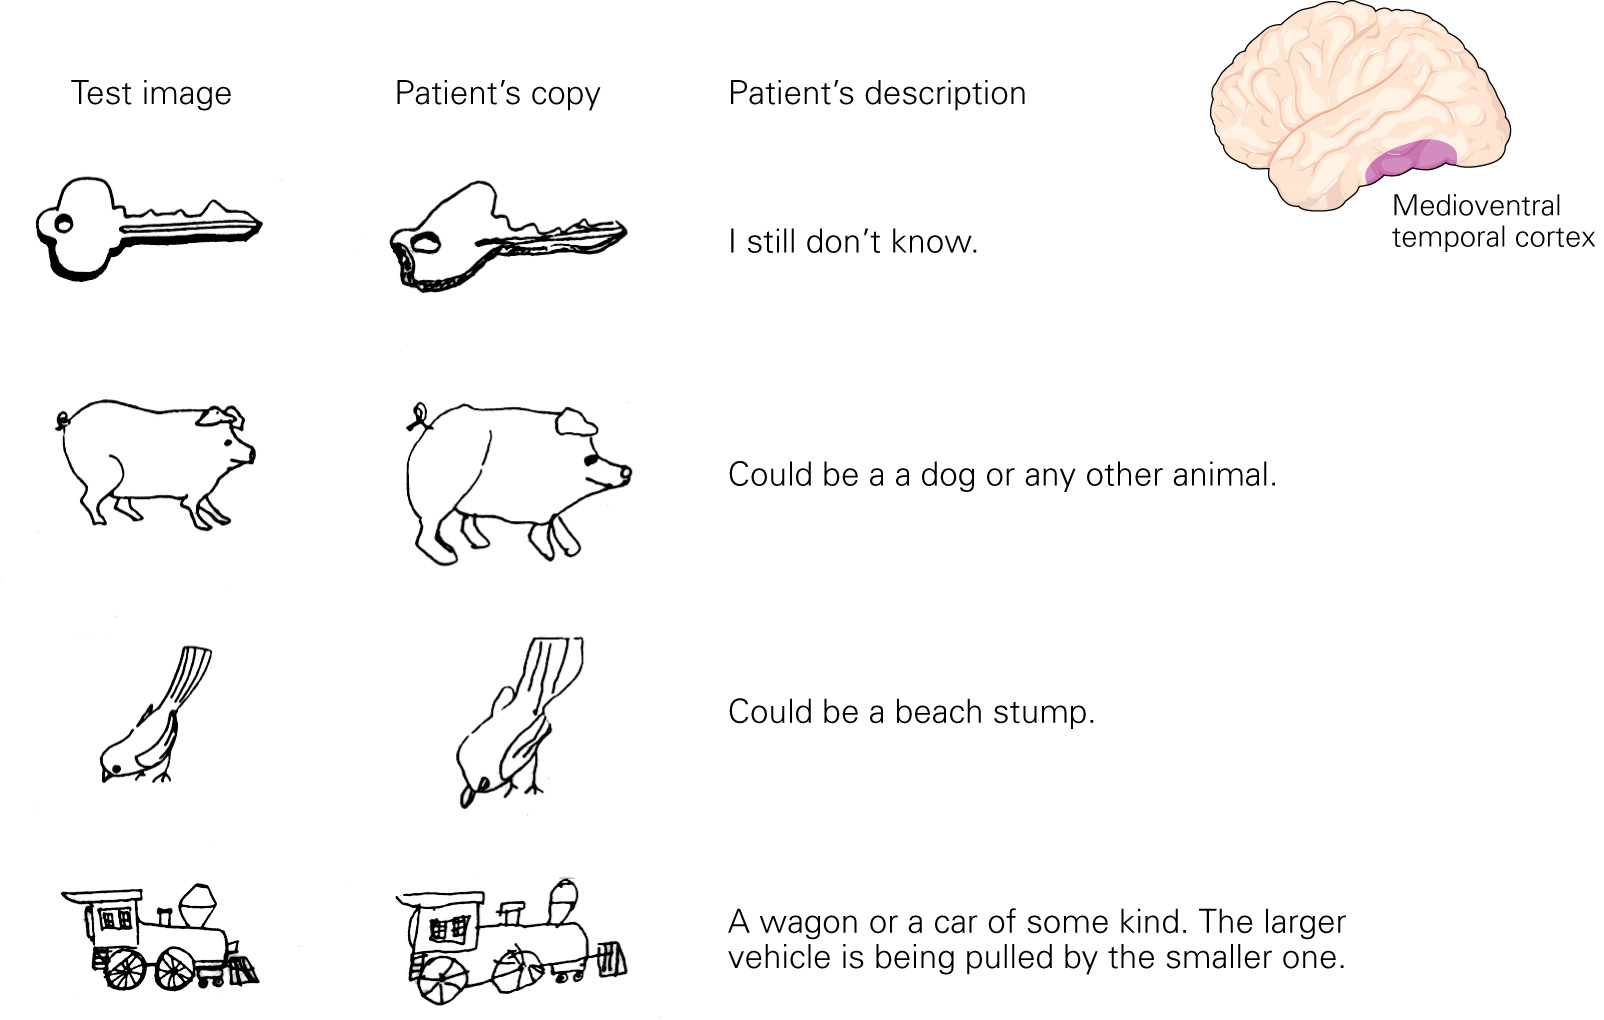 Test image
Patient's copy
Patient's description
Medioventral
temporal cortex
I still don't know.
Could be a a dog or any other animal.
Could be a beach stump.
A wagon or a car of some kind. The larger
vehicle is being pulled by the smaller one.